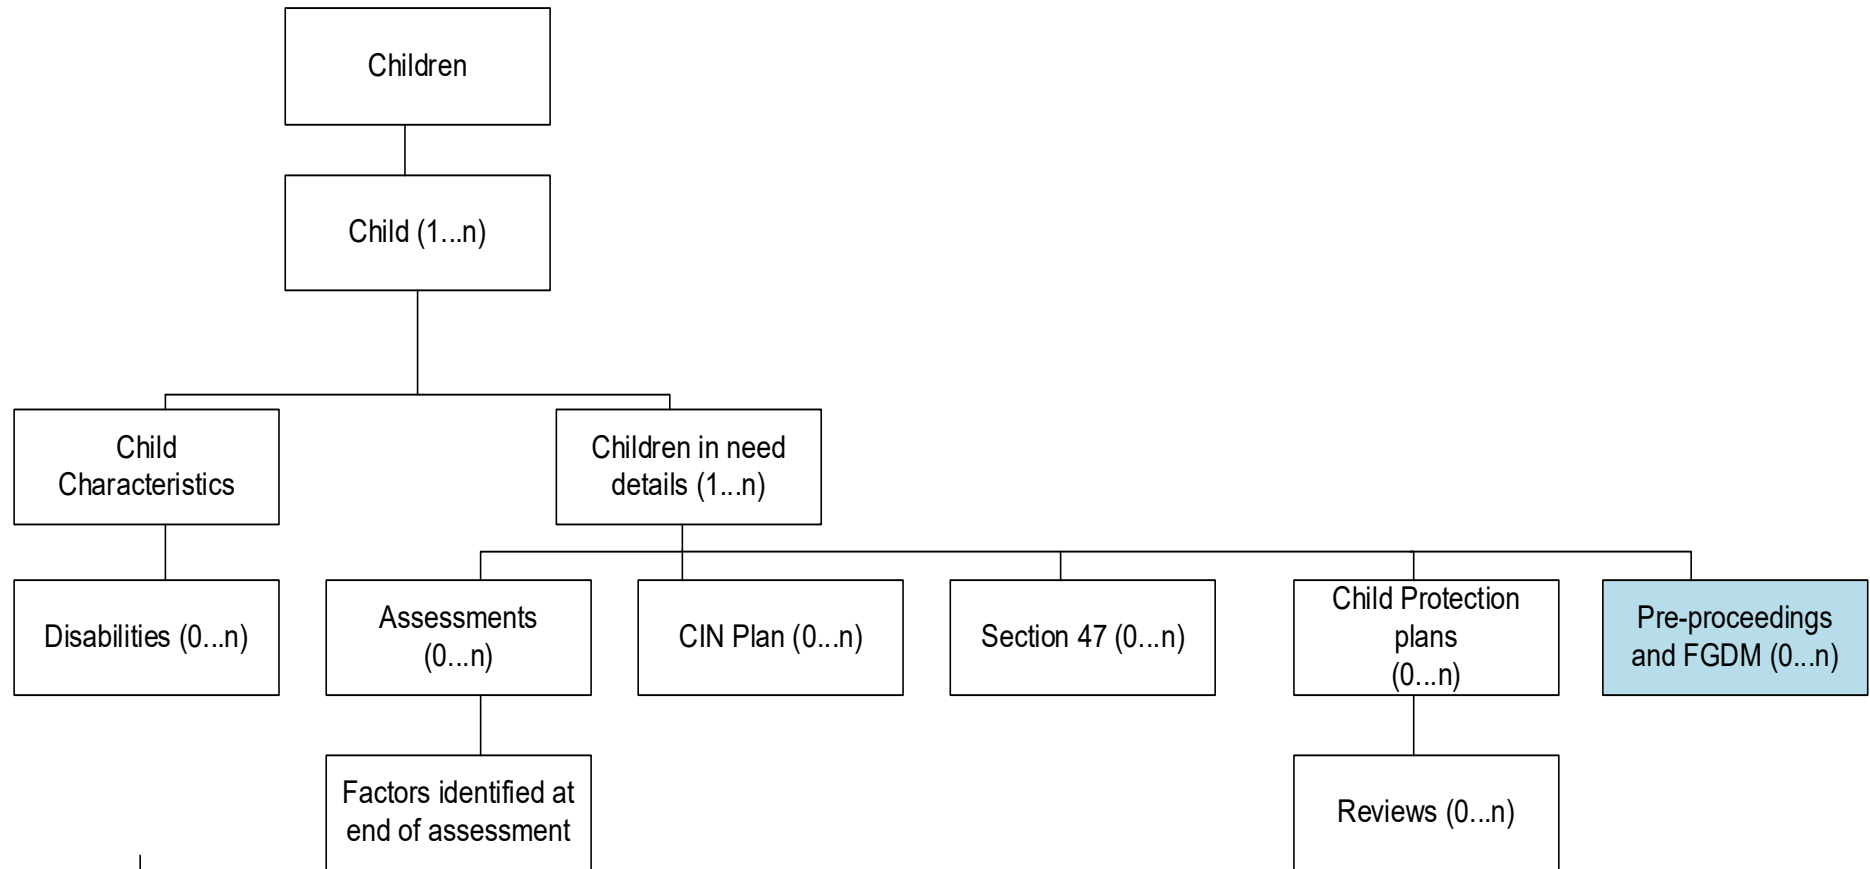 Children
Child (1...n)
Child
Characteristics
Children in need
details (1...n)
Disabilities (0...n)
Assessments
(0...n)
CIN Plan (0...n)
Section 47 (0...n)
Child Protection
plans
(0...n)
Pre-proceedings
and FGDM (0...n)
Factors identified at
end of assessment
Reviews (0...n)